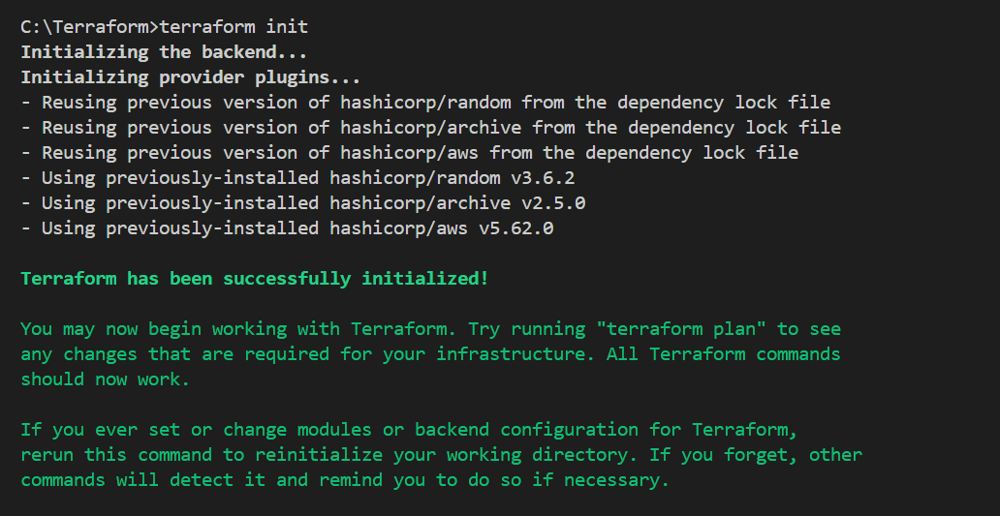 C:\Terraform>terraform init
Initializing the backend...
Initializing provider plugins...
- Reusing previous version of hashicorp/random from the dependency lock file
- Reusing previous version of hashicorp/archive from the dependency lock file
- Reusing previous version of hashicorp/aws from the dependency lock file
- Using previously-installed hashicorp/random v3.6.2
- Using previously-installed hashicorp/archive v2.5.0
- Using previously-installed hashicorp/aws v5.62.0
Terraform has been successfully initialized!
You may now begin working with Terraform. Try running "terraform plan" to see
any changes that are required for your infrastructure. All Terraform commands
should now work.
If you ever set or change modules or backend configuration for Terraform,
rerun this command to reinitialize your working directory. If you forget, other
commands will detect it and remind you to do so if necessary.